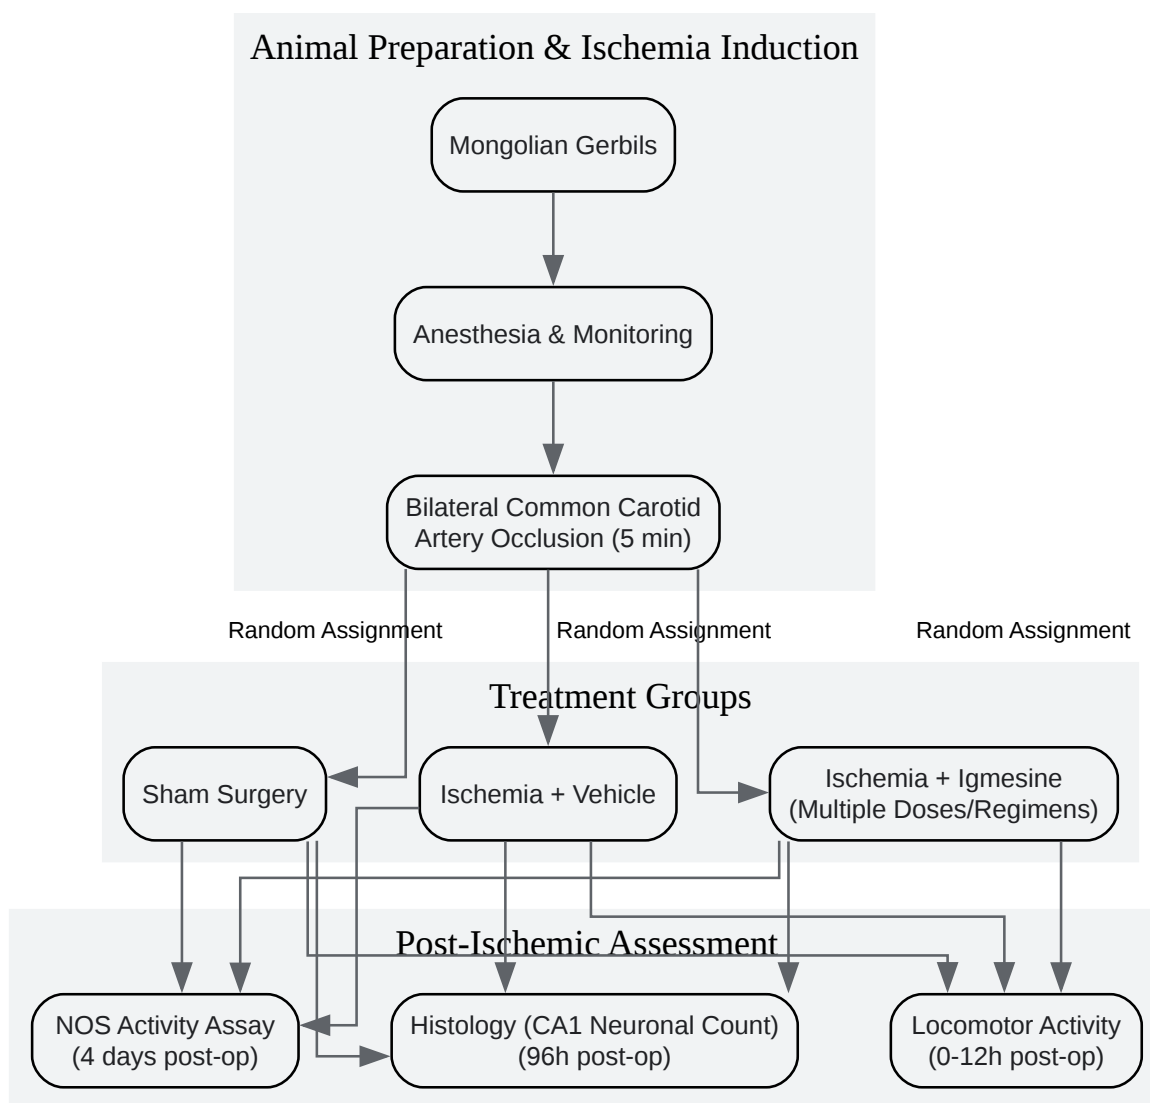 Animal Preparation & Ischemia Induction
Mongolian Gerbils
Anesthesia & Monitoring
Bilateral Common Carotid
Artery Occlusion (5 min)
Random Assignment
Random Assignment
Random Assignment
Treatment Groups
Sham Surgery
Ischemia + Vehicle
Ischemia + Igmesine
(Multiple Doses/Regimens)
Post-Ischemic Assessment
NOS Activity Assay
(4 days post-op)
Histology (CA1 Neuronal Count)
(96h post-op)
Locomotor Activity
(0-12h post-op)